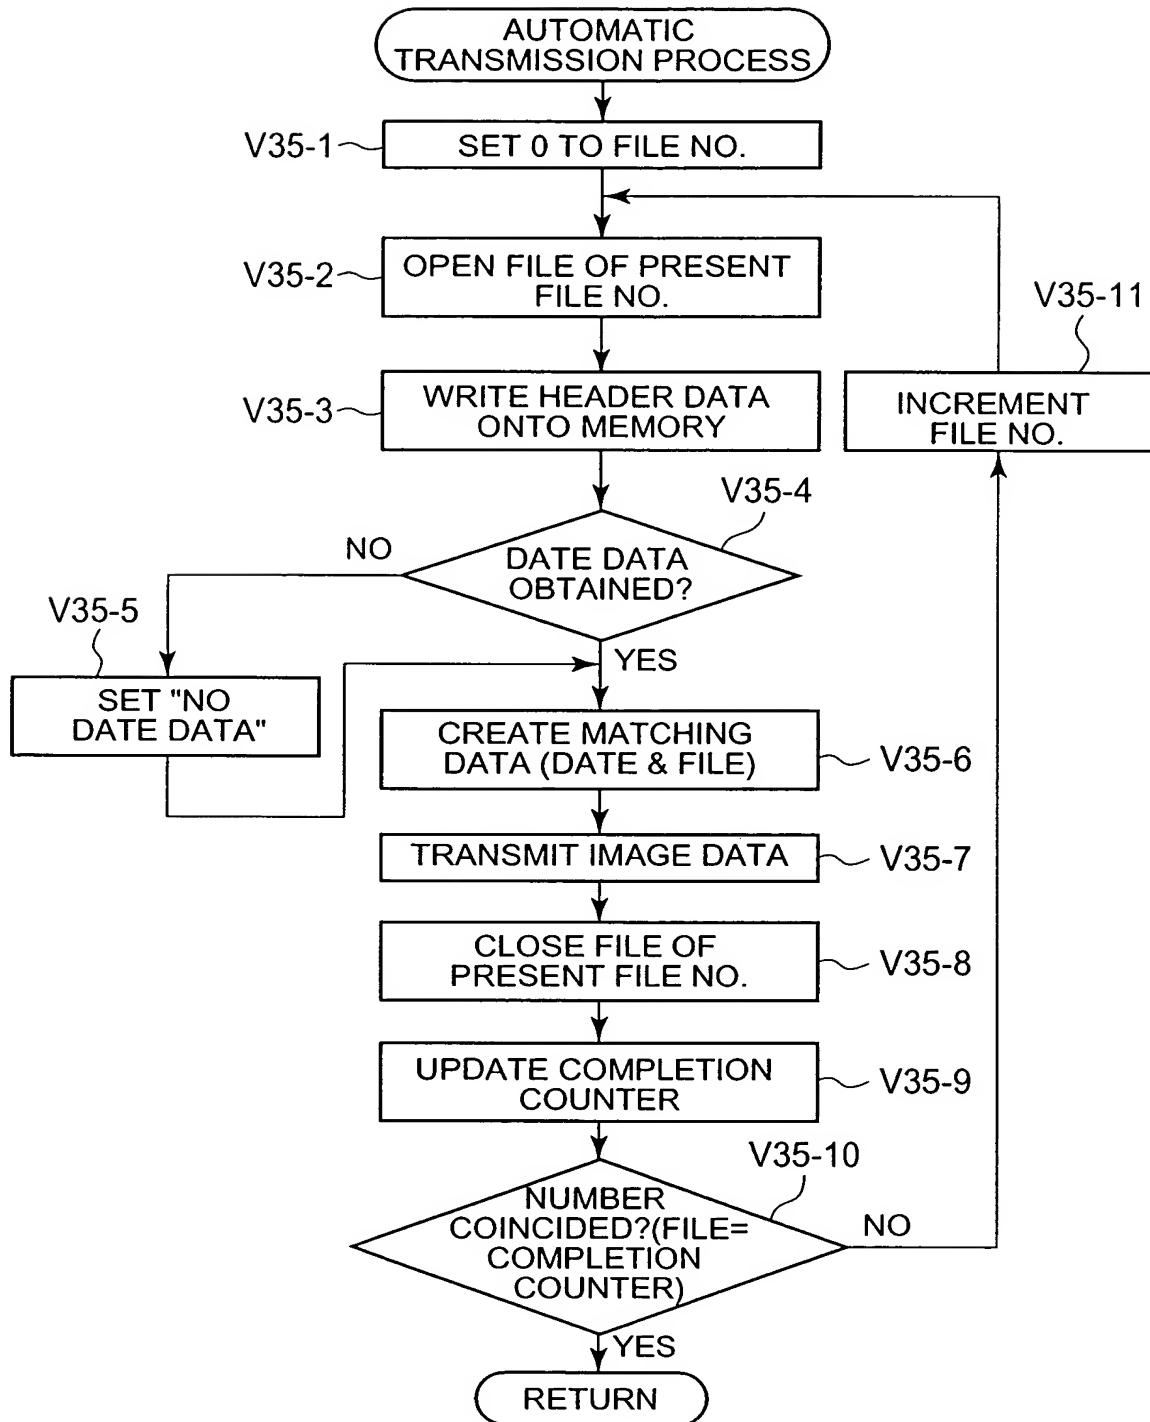 AUTOMATIC
TRANSMISSION PROCESS
V35-1
SET 0 TO FILE NO.
V35-2
OPEN FILE OF PRESENT
FILE NO.
V35-11
INCREMENT
FILE NO.
V35-3
WRITE HEADER DATA
ONTO MEMORY
V35-4
NO
DATE DATA
OBTAINED?
V35-5
YES
SET "NO
DATE DATA"
CREATE MATCHING
DATA (DATE & FILE)
V35-6
TRANSMIT IMAGE DATA
V35-7
CLOSE FILE OF
PRESENT FILE NO.
V35-8
UPDATE COMPLETION
COUNTER
V35-9
V35-10
NUMBER
COINCIDED?(FILE=
COMPLETION
COUNTER)
NO
YES
RETURN